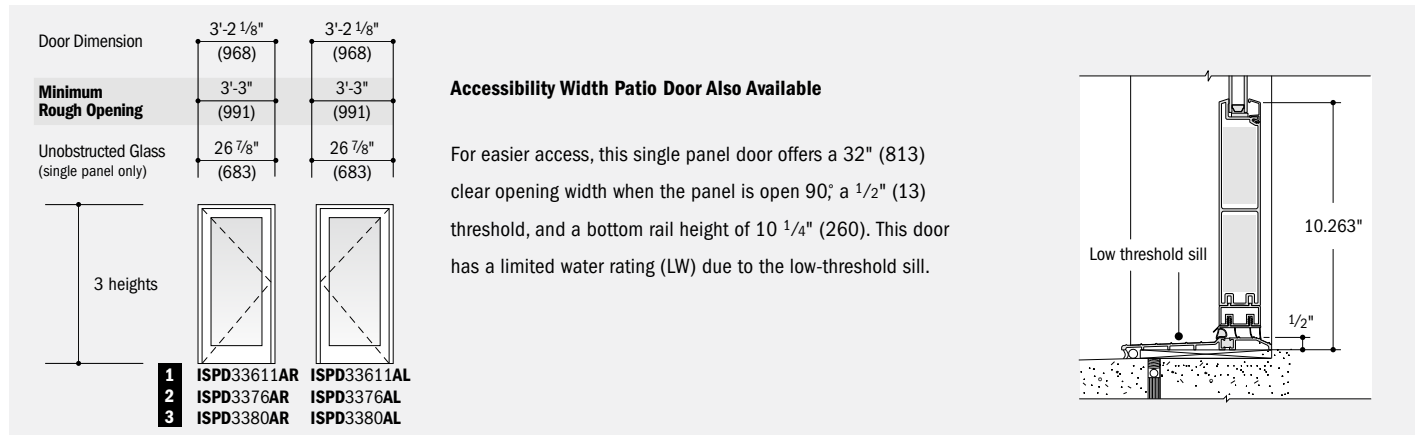 Door Dimension
3'-2 1/8" 3'-2 1/8"
(968) (968)
Minimum
Rough Opening
3'-3" 3'-3"
(991) (991)
Unobstructed Glass
(single panel only)
26 7/8" 26 7/8"
(683) (683)
3 heights
1 ISPD33611AR ISPD33611AL
2 ISPD3376AR ISPD3376AL
3 ISPD3380AR ISPD3380AL
Accessibility Width Patio Door Also Available
For easier access, this single panel door offers a 32" (813)
clear opening width when the panel is open 90°, a 1/2" (13)
threshold, and a bottom rail height of 10 1/4" (260). This door
has a limited water rating (LW) due to the low-threshold sill.
10.263"
Low threshold sill
1/2"